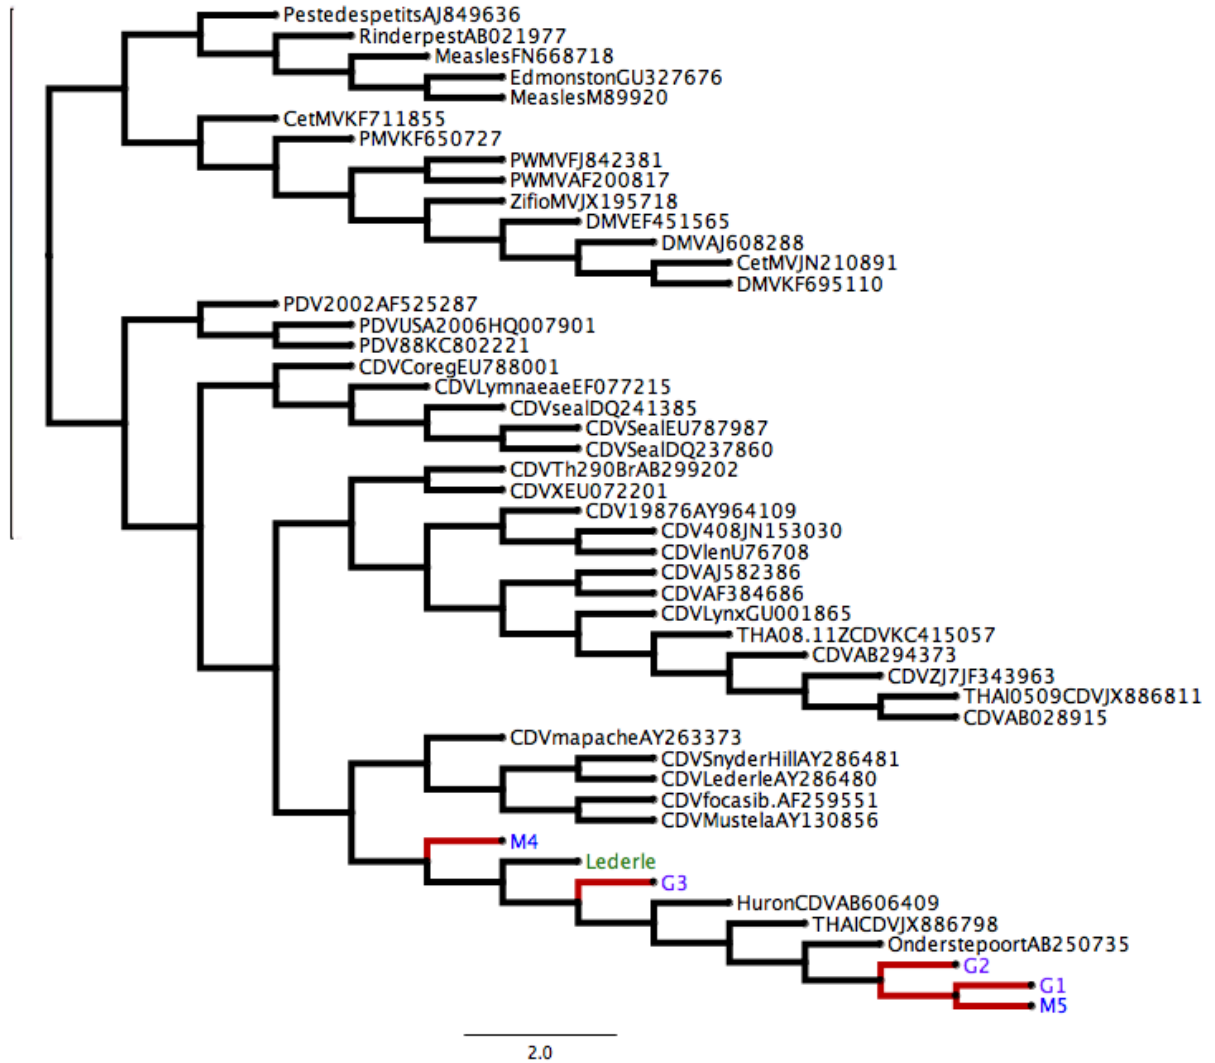 PestedespetitsAJ849636
RinderpestAB021977
MeaslesFN668718
EdmonstonGU327676
MeaslesM89920
CetMVKF711855
PMVKF650727
PWMVFJ842381
PWMVAF200817
ZifioMVJX195718
DMVEF451565
DMVAJ608288
CetMVJN210891
DMVKF695110
PDV2002AF525287
PDVUSA2006HQ007901
PDV88KC802221
CDVCoregEU788001
CDVLymnaeaeEF077215
CDVsealDQ241385
CDVSealEU787987
CDVSealDQ237860
CDVTh290BrAB299202
CDVXEU072201
CDV19876AY964109
CDV408JN153030
CDVlenU76708
CDVAJ582386
CDVAF384686
CDVLynxGU001865
THA08.11ZCDVKC415057
CDVAB294373
CDVZJ7JF343963
THAI0509CDVJX886811
CDVAB028915
CDVmapacheAY263373
CDVSnyderHillAY286481
CDVLederleAY286480
CDVfocasib.AF259551
CDVMustelaAY130856
M4
Lederle
G3
HuronCDVAB606409
THAICDVJX886798
OnderstepoortAB250735
G2
G1
M5
2.0